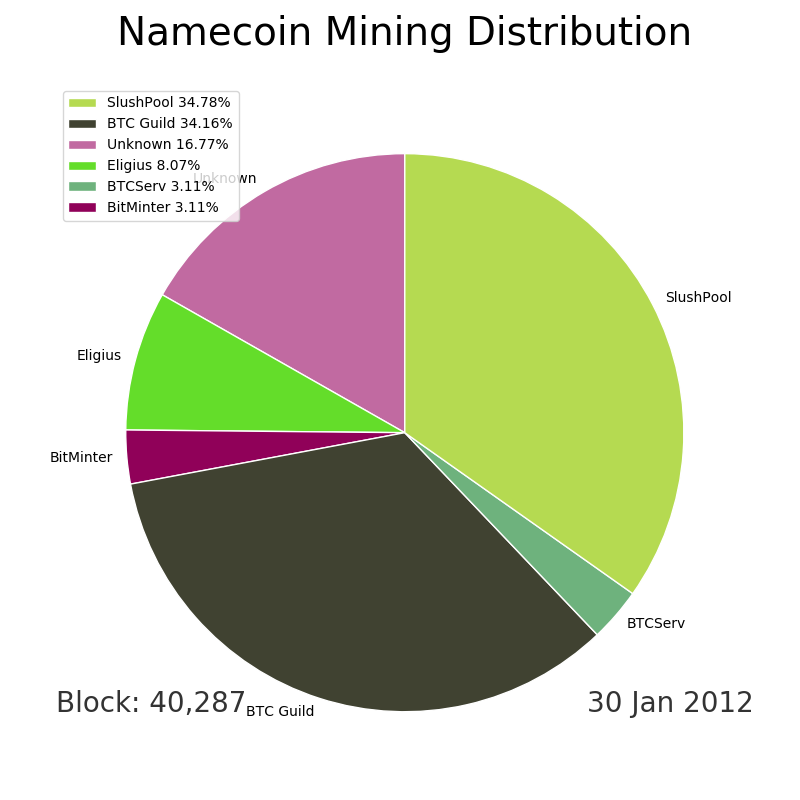 Namecoin Mining Distribution
SlushPool 34.78%
BTC Guild 34.16%
Unknown 16.77%
Eligius 8.07%
BTCServ 3.11%
BitMinter 3.11%
Unknown
SlushPool
Eligius
BitMinter
BTCServ
Block: 40,287
BTC Guild
30 Jan 2012